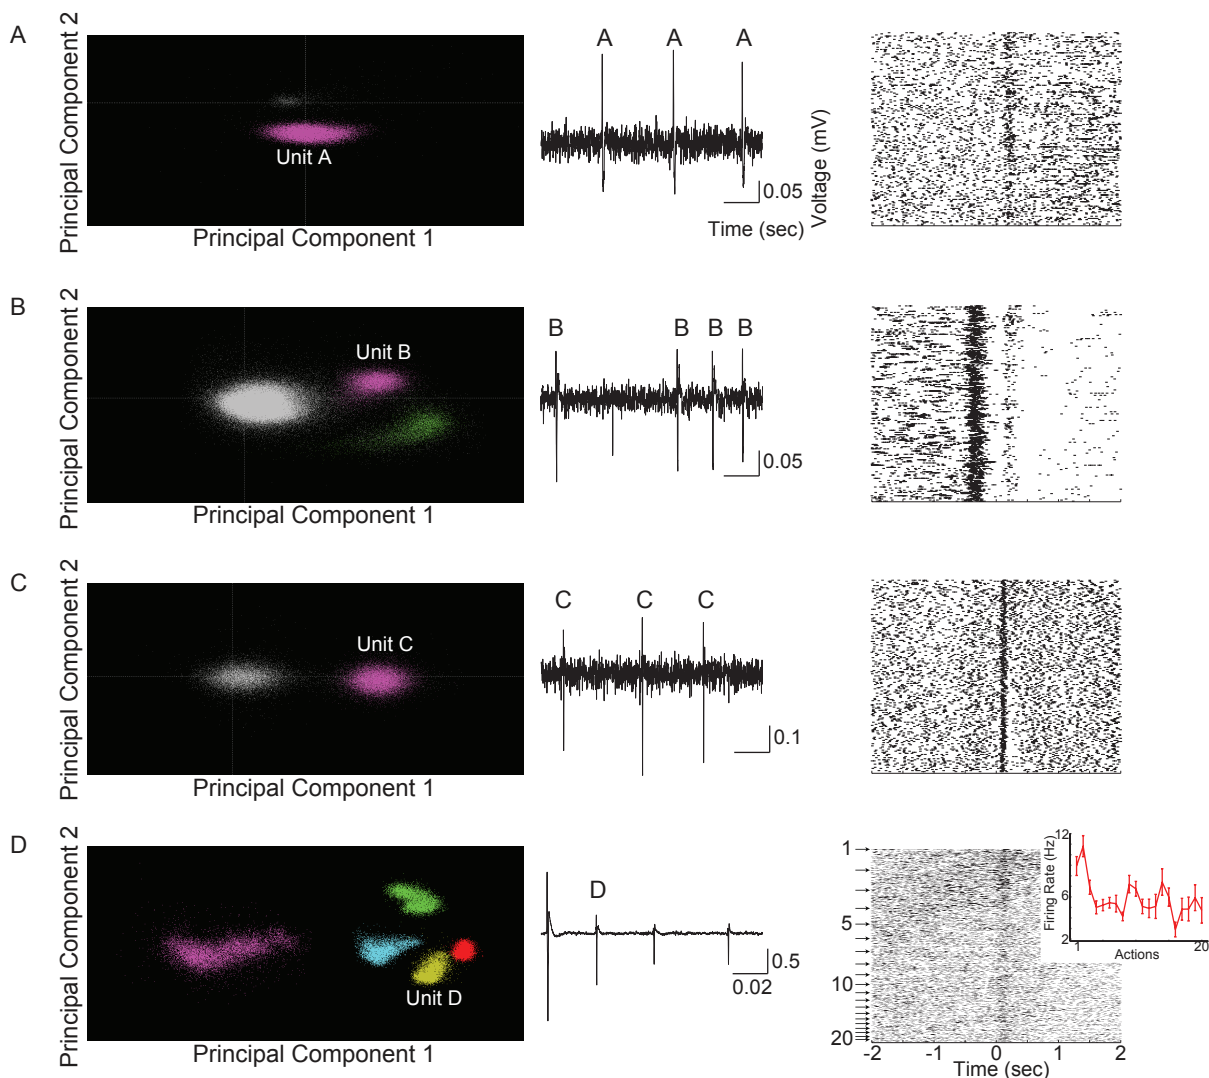 A
Principal Component 2
Unit A
Principal Component 1
A A A
0.05
Time (sec)
Voltage (mV)
B
Principal Component 2
Unit B
Principal Component 1
B B B B
0.05
C
Principal Component 2
Unit C
Principal Component 1
C C C
0.1
D
Principal Component 2
Unit D
Principal Component 1
D
0.5
0.02
1
5
10
20
-2 -1 0 1 2
Time (sec)
12
6
2
Firing Rate (Hz)
1 20
Actions